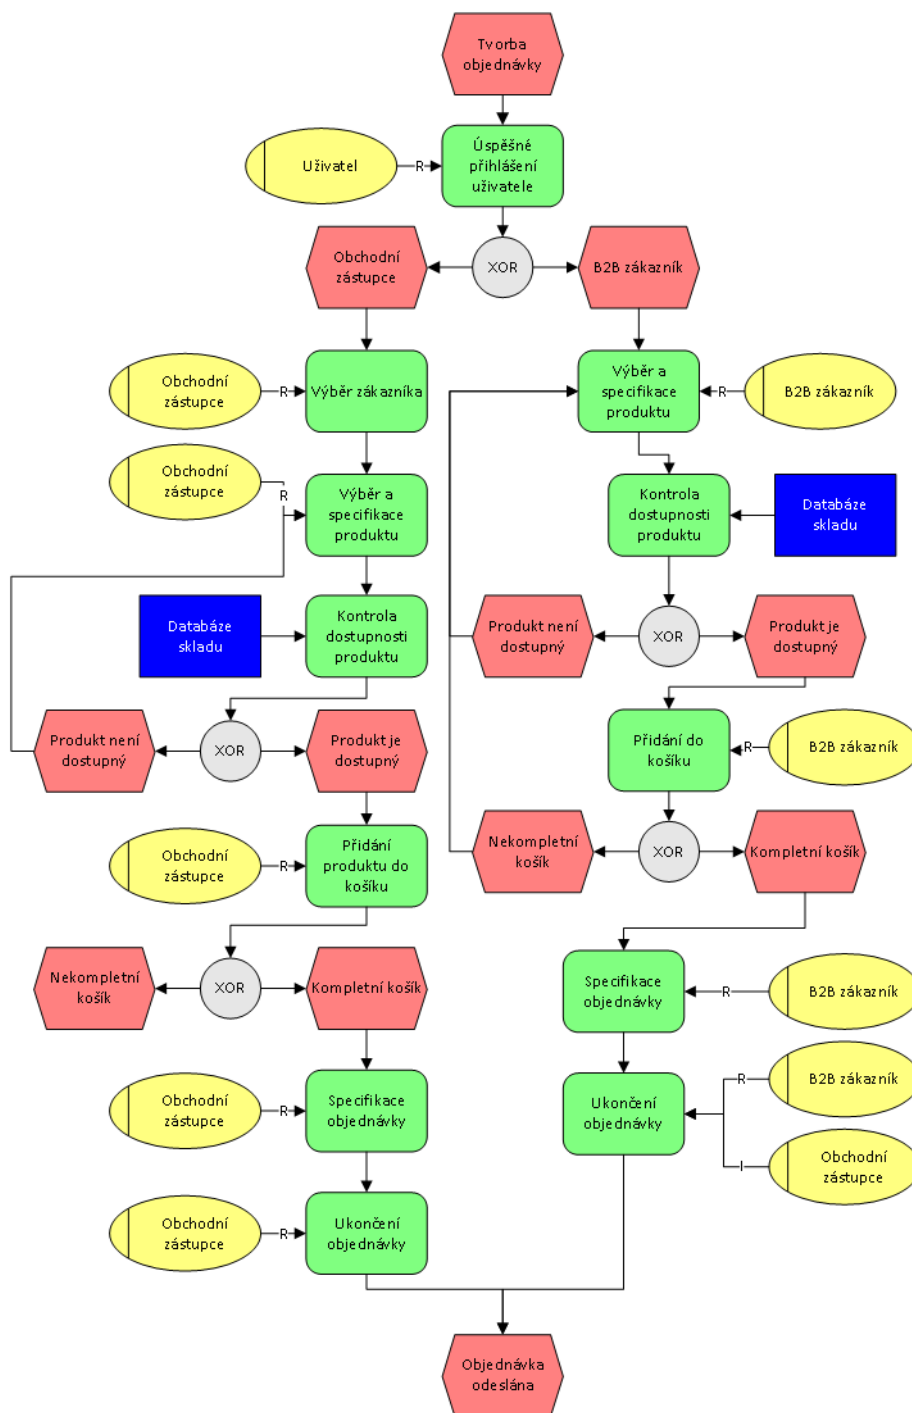 Tvorba
objednávky
Uživatel
R
Úspěšné
přihlášení
uživatele
Obchodní
zástupce
XOR
B2B zákazník
Obchodní
zástupce
R
Výběr zákazníka
Výběr a
specifikace
produktu
R
B2B zákazník
Obchodní
zástupce
R
Výběr a
specifikace
produktu
Kontrola
dostupnosti
produktu
Databáze
skladu
Databáze
skladu
Kontrola
dostupnosti
produktu
Produkt není
dostupný
XOR
Produkt je
dostupný
Produkt není
dostupný
XOR
Produkt je
dostupný
Přidání do
košíku
R
B2B zákazník
Obchodní
zástupce
R
Přidání
produktu do
košíku
Nekompletní
košík
XOR
Kompletní košík
Nekompletní
košík
XOR
Kompletní košík
Specifikace
objednávky
R
B2B zákazník
Obchodní
zástupce
R
Specifikace
objednávky
Ukončení
objednávky
R
B2B zákazník
I
Obchodní
zástupce
Obchodní
zástupce
R
Ukončení
objednávky
Objednávka
odeslána